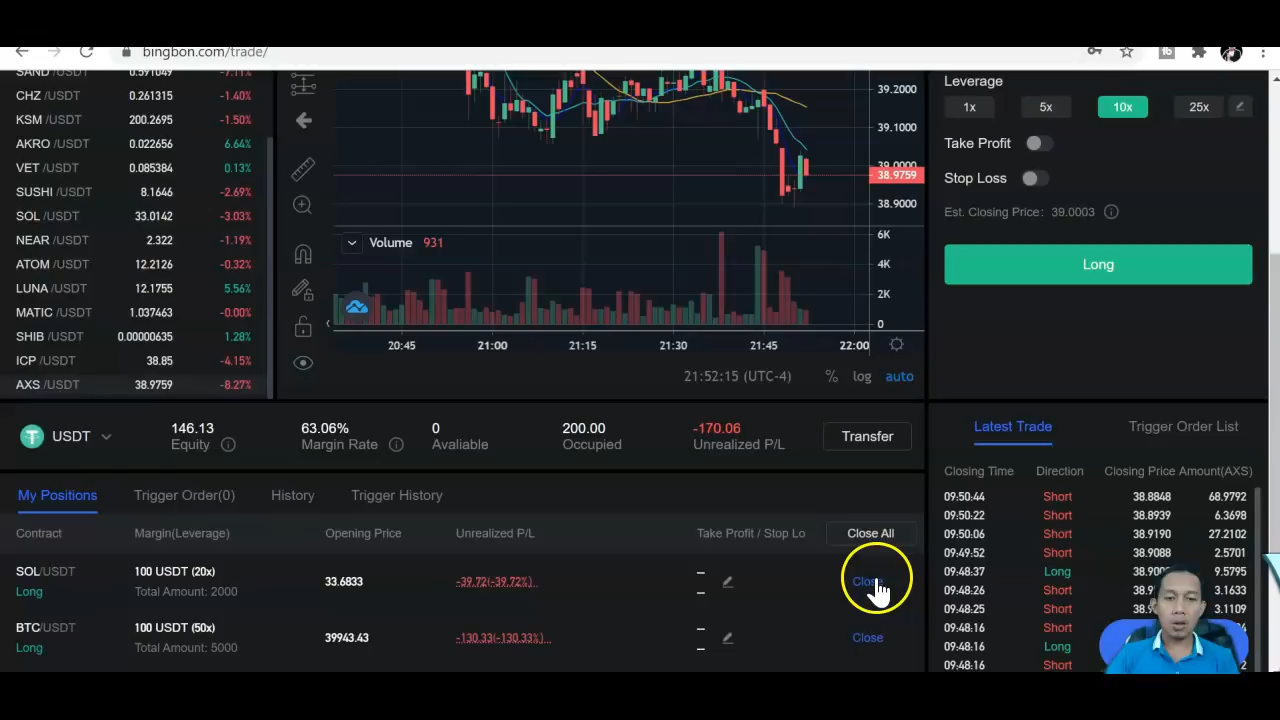 bingbon.com/trade/
SAND /USDT 0.591049 -7.11%
CHZ /USDT 0.261315 -1.40%
KSM /USDT 200.2695 -1.50%
AKRO /USDT 0.022656 6.64%
VET /USDT 0.085384 0.13%
SUSHI /USDT 8.1646 -2.69%
SOL /USDT 33.0142 -3.03%
NEAR /USDT 2.322 -1.19%
ATOM /USDT 12.2126 -0.32%
LUNA /USDT 12.1755 5.56%
MATIC /USDT 1.037463 -0.00%
SHIB /USDT 0.00000635 1.28%
ICP /USDT 38.85 -4.15%
AXS /USDT 38.9759 -8.27%
39.2000
39.1000
39.0000
38.9759
38.9000
Volume 931
6K
4K
2K
0
20:45 21:00 21:15 21:30 21:45 22:00
21:52:15 (UTC-4) % log auto
Leverage
1x 5x 10x 25x
Take Profit
Stop Loss
Est. Closing Price: 39.0003
Long
USDT
146.13
Equity
63.06%
Margin Rate
0
Avaliable
200.00
Occupied
-170.06
Unrealized P/L
Transfer
My Positions Trigger Order(0) History Trigger History
Contract Margin(Leverage) Opening Price Unrealized P/L Take Profit / Stop Lo Close All
SOL/USDT 100 USDT (20x) --
33.6833 -39.72(-39.72%)
Long Total Amount: 2000 --
BTC/USDT 100 USDT (50x) --
39943.43 -130.33(-130.33%) Close
Long Total Amount: 5000 --
Latest Trade Trigger Order List
Closing Time Direction Closing Price Amount(AXS)
09:50:44 Short 38.8848 68.9792
09:50:22 Short 38.8939 6.3698
09:50:06 Short 38.9190 27.2102
09:49:52 Short 38.9088 2.5701
09:48:37 Long 9.5795
09:48:26 Short 3.1633
09:48:25 Short 3.1109
09:48:16 Short
09:48:16 Long
09:48:16 Short